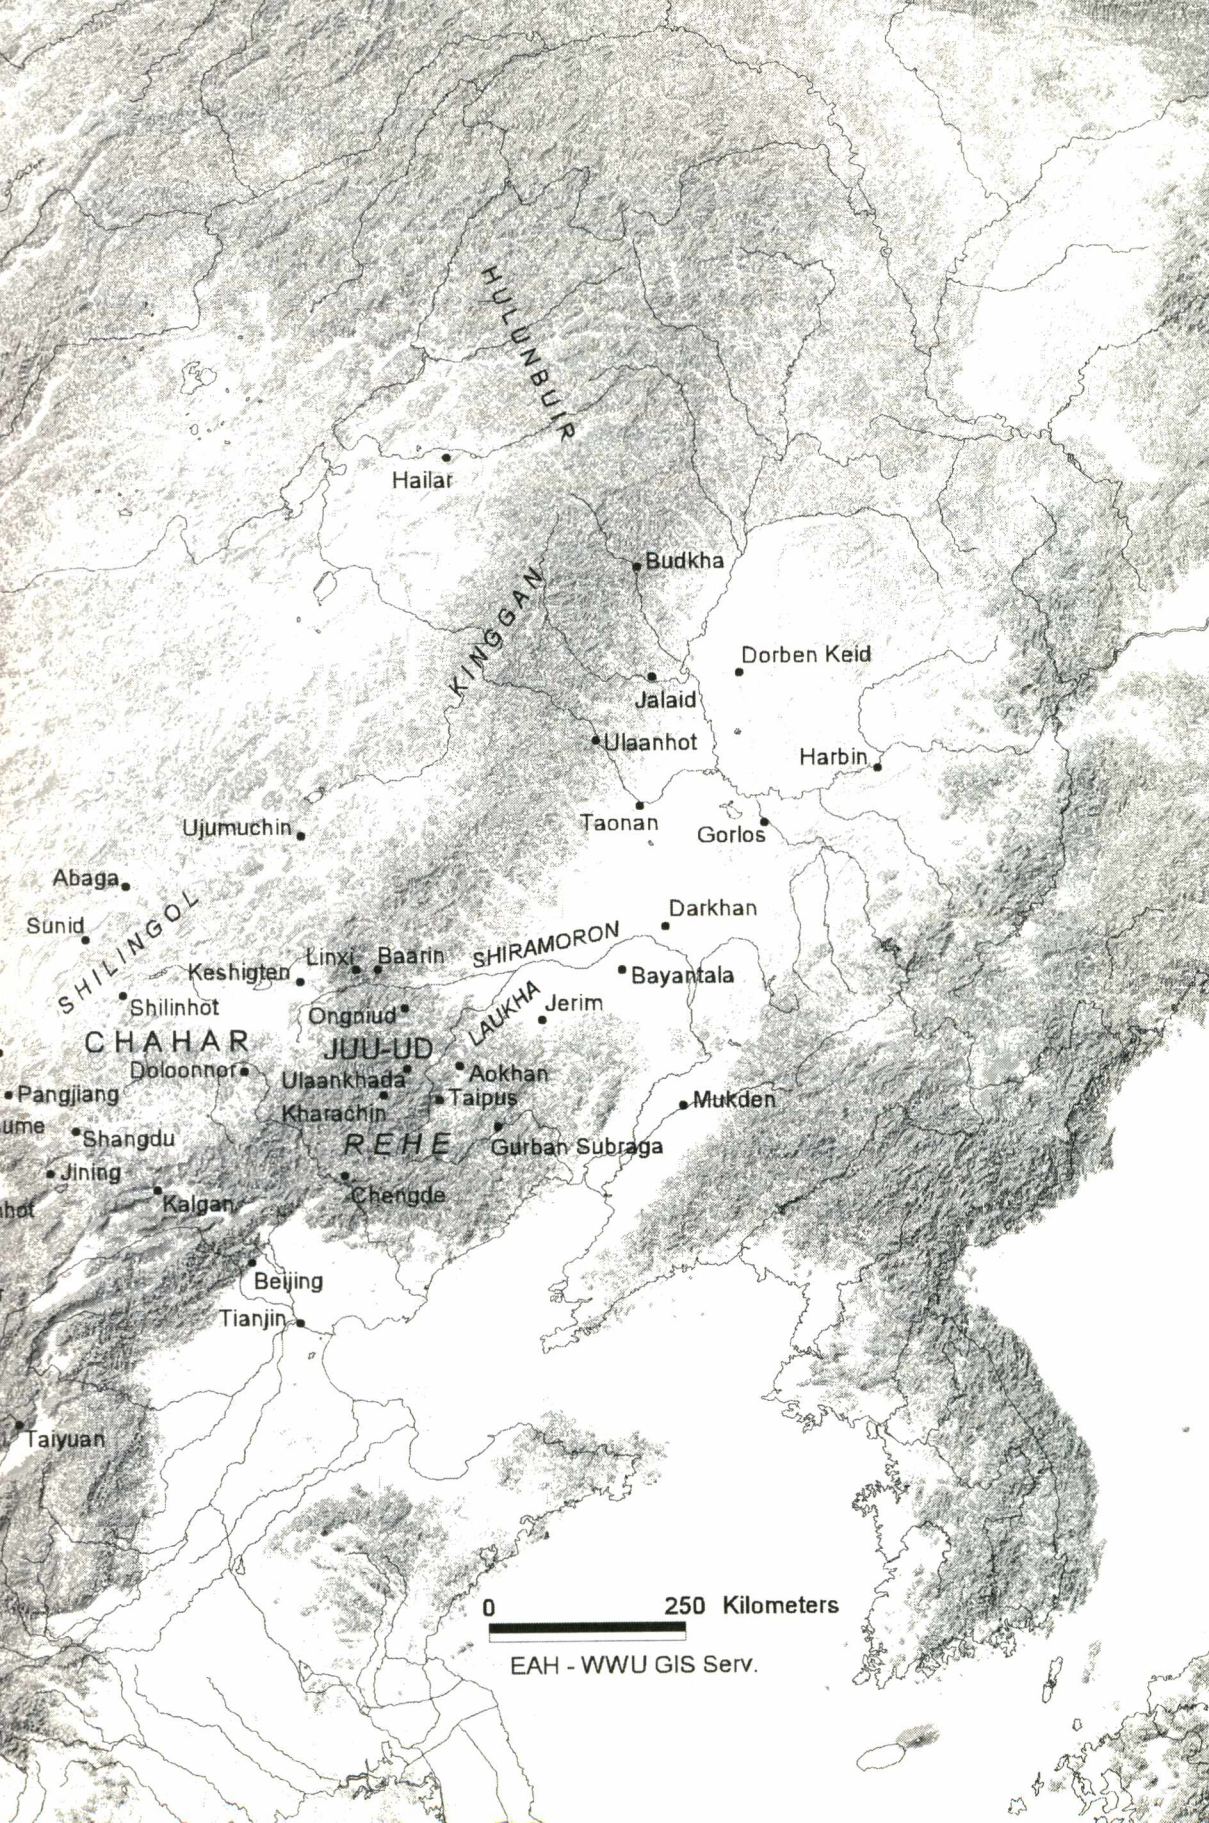 HULUNBUIR
Hailar
Budkha
KINGGAN
Dorben Keid
Jalaid
Ulaanhot
Harbin
Taonan
Gorlos
Ujumuchin
Abaga
Sunid
SHILINGOL
Darkhan
SHIRAMORON
Linxi
Baarin
Keshigten
Bayantala
Shilinhot
LAUKHA
Jerim
Ongniud
CHAHAR
JUU-UD
Doloonnor
Ulaankhada
Aokhan
Pangjiang
Taipus
Mukden
Kharachin
ume
Shangdu
REHE
Gurban Subraga
Jining
Chengde
Kalgan
hot
Beijing
Tianjin
Taiyuan
0 250 Kilometers
EAH - WWU GIS Serv.